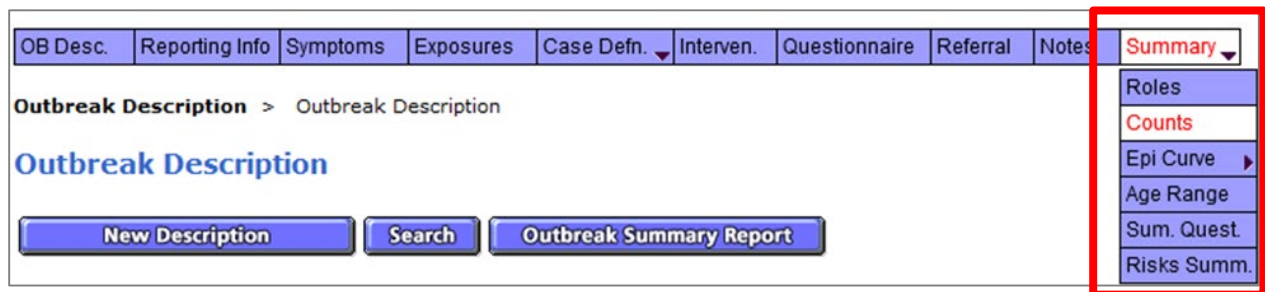 OB Desc. Reporting Info Symptoms Exposures Case Defn. Interven. Questionnaire Referral Notes Summary
Roles
Outbreak Description > Outbreak Description
Counts
Epi Curve
Outbreak Description
Age Range
New Description Search Outbreak Summary Report
Sum. Quest.
Risks Summ.